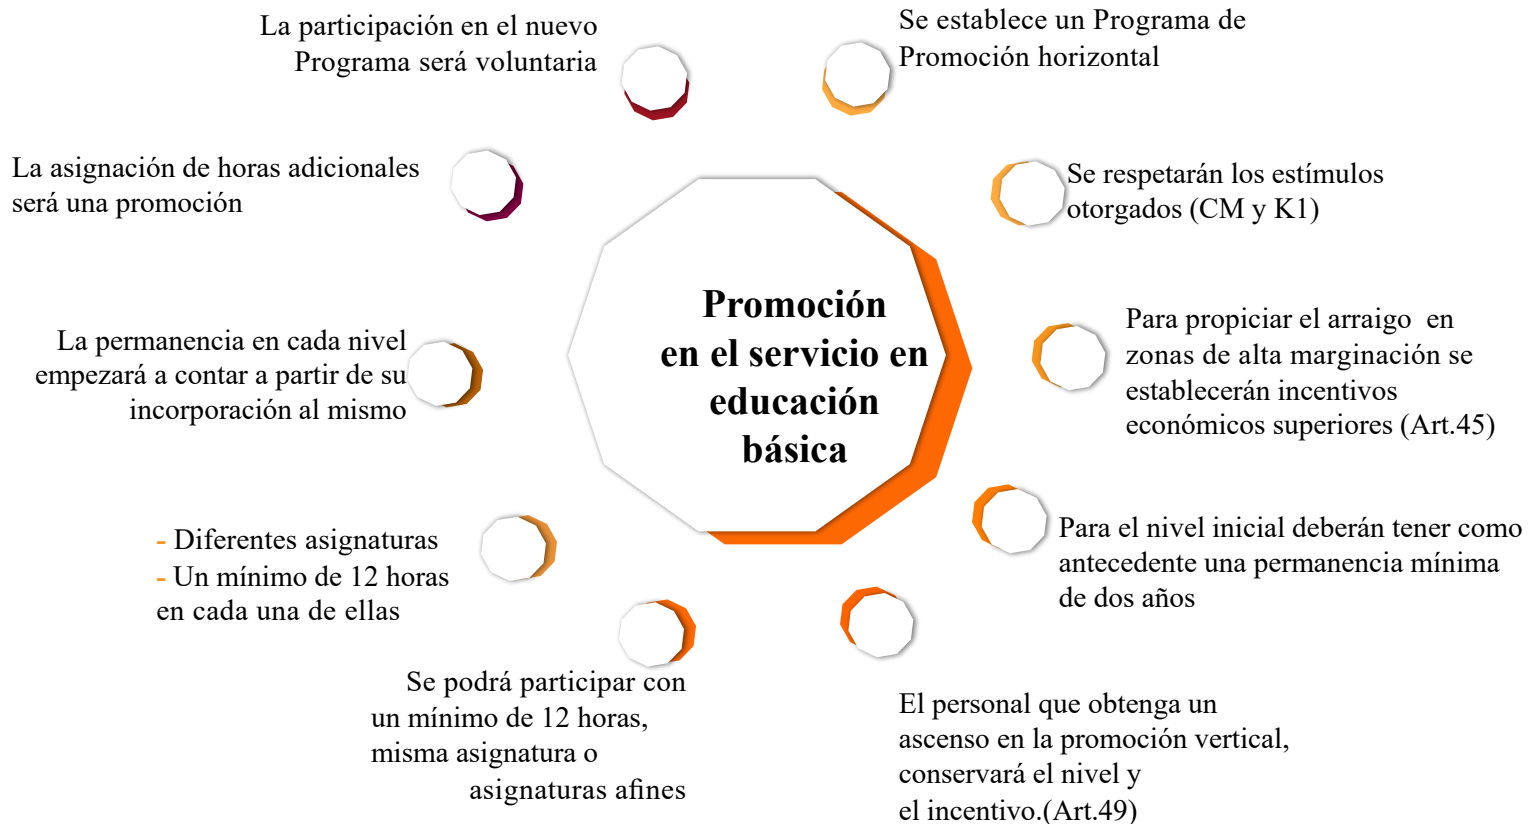 Promoción
en el servicio en
educación
básica
Se establece un Programa de
Promoción horizontal
Se respetarán los estímulos
otorgados (CM y K1)
Para propiciar el arraigo en
zonas de alta marginación se
establecerán incentivos
económicos superiores (Art.45)
Para el nivel inicial deberán tener como
antecedente una permanencia mínima
de dos años
El personal que obtenga un
ascenso en la promoción vertical,
conservará el nivel y
el incentivo.(Art.49)
Se podrá participar con
un mínimo de 12 horas,
misma asignatura o
asignaturas afines
- Diferentes asignaturas
- Un mínimo de 12 horas
en cada una de ellas
La permanencia en cada nivel
empezará a contar a partir de su
incorporación al mismo
La asignación de horas adicionales
será una promoción
La participación en el nuevo
Programa será voluntaria